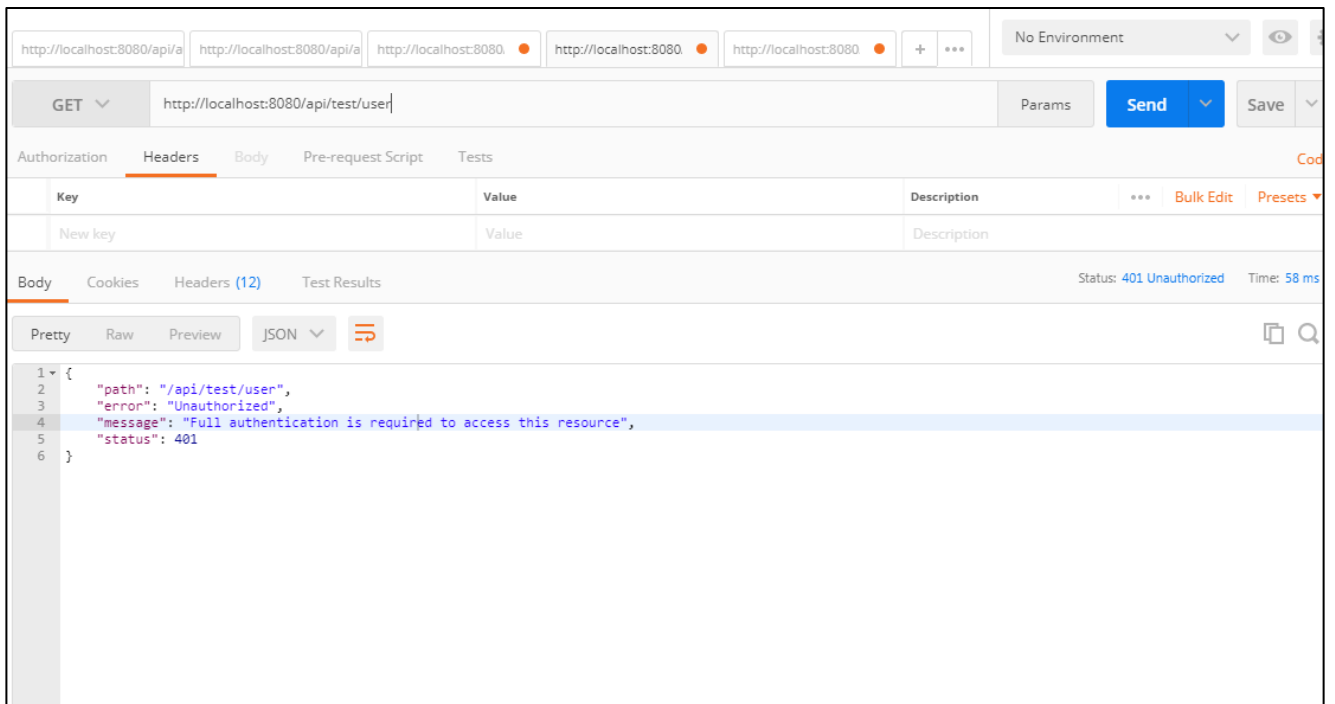 http://localhost:8080/api/a http://localhost:8080/api/a http://localhost:8080. http://localhost:8080. http://localhost:8080. + ••• No Environment
GET http://localhost:8080/api/test/user Params Send Save
Authorization Headers Body Pre-request Script Tests Cod
Key Value Description ••• Bulk Edit Presets
New key Value Description
Body Cookies Headers (12) Test Results Status: 401 Unauthorized Time: 58 ms
Pretty Raw Preview JSON
1 {
2 "path": "/api/test/user",
3 "error": "Unauthorized",
4 "message": "Full authentication is required to access this resource",
5 "status": 401
6 }